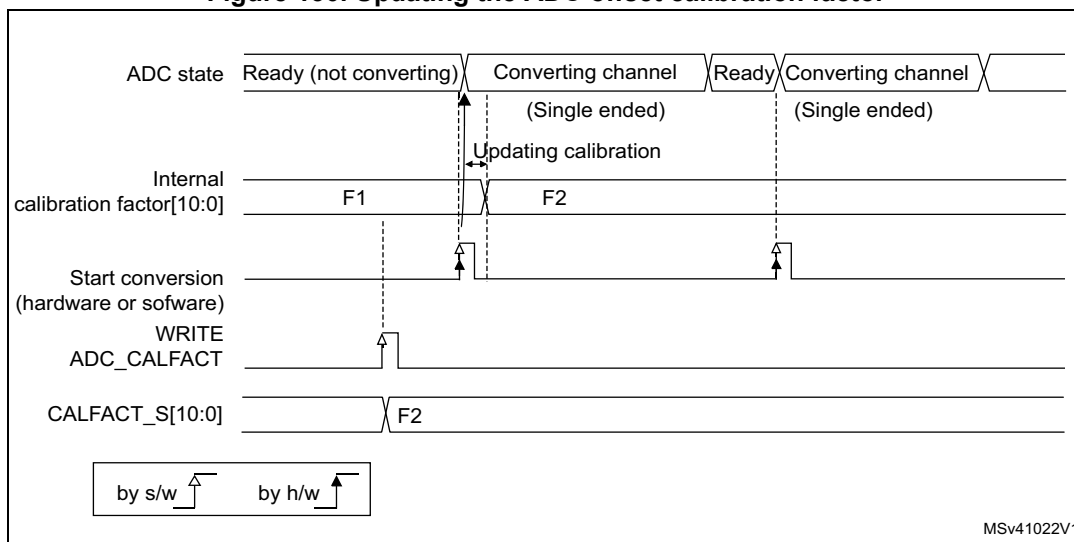 Figure Updating the ADC offset calibration factor
ADC state
Ready (not converting)
Converting channel
Ready
Converting channel
(Single ended)
(Single ended)
Updating calibration
Internal
calibration factor[10:0]
F1
F2
Start conversion
(hardware or sofware)
WRITE
ADC_CALFACT
CALFACT_S[10:0]
F2
by s/w
by h/w
MSv41022V1